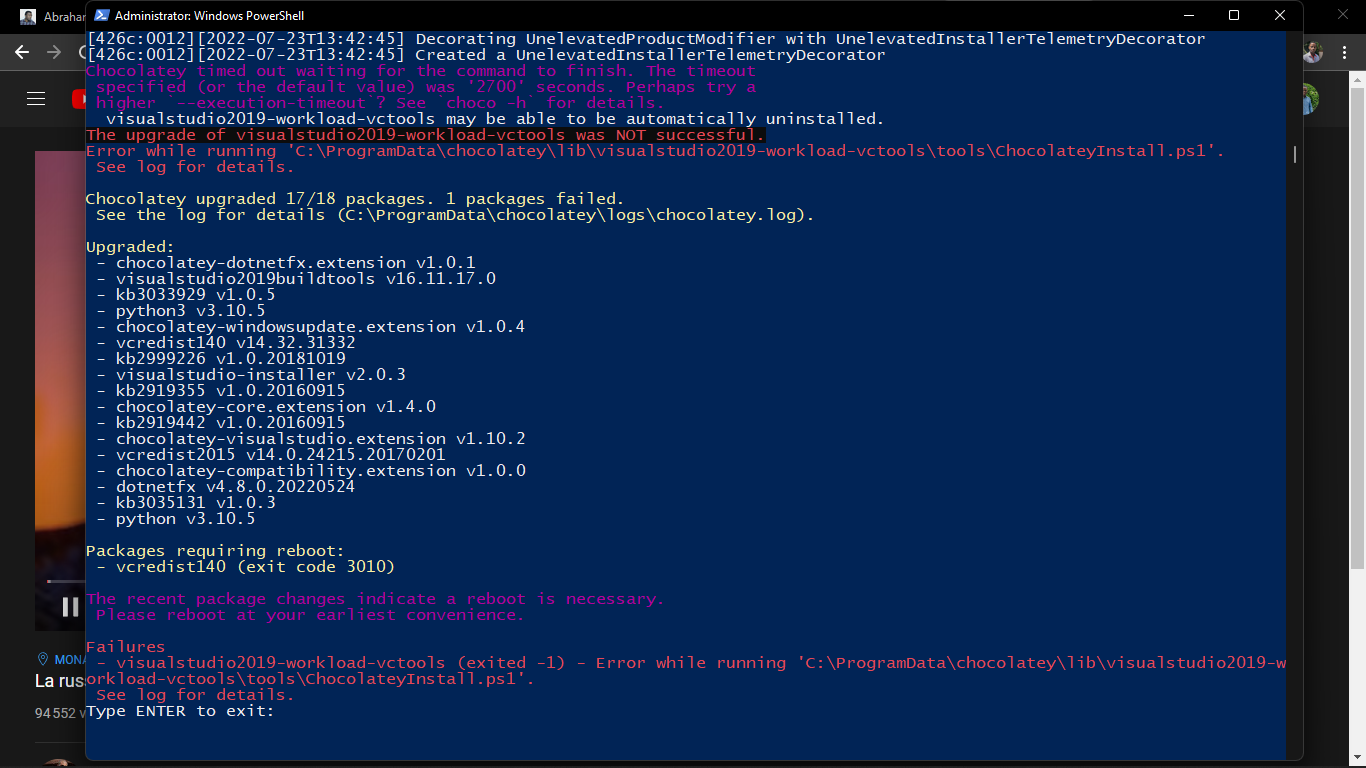 Abrahar
Administrator: Windows PowerShell
[426c:0012][2022-07-23T13:42:45] Decorating UnelevatedProductModifier with UnelevatedInstallerTelemetryDecorator
[426c:0012][2022-07-23T13:42:45] Created a UnelevatedInstallerTelemetryDecorator
Chocolatey timed out waiting for the command to finish. The timeout
specified (or the default value) was '2700' seconds. Perhaps try a
higher `--execution-timeout`? See `choco -h` for details.
visualstudio2019-workload-vctools may be able to be automatically uninstalled.
The upgrade of visualstudio2019-workload-vctools was NOT successful.
Error while running 'C:\ProgramData\chocolatey\lib\visualstudio2019-workload-vctools\tools\ChocolateyInstall.ps1'.
See log for details.
Chocolatey upgraded 17/18 packages. 1 packages failed.
See the log for details (C:\ProgramData\chocolatey\logs\chocolatey.log).
Upgraded:
- chocolatey-dotnetfx.extension v1.0.1
- visualstudio2019buildtools v16.11.17.0
- kb3033929 v1.0.5
- python3 v3.10.5
- chocolatey-windowsupdate.extension v1.0.4
- vcredist140 v14.32.31332
- kb2999226 v1.0.20181019
- visualstudio-installer v2.0.3
- kb2919355 v1.0.20160915
- chocolatey-core.extension v1.4.0
- kb2919442 v1.0.20160915
- chocolatey-visualstudio.extension v1.10.2
- vcredist2015 v14.0.24215.20170201
- chocolatey-compatibility.extension v1.0.0
- dotnetfx v4.8.0.20220524
- kb3035131 v1.0.3
- python v3.10.5
Packages requiring reboot:
- vcredist140 (exit code 3010)
The recent package changes indicate a reboot is necessary.
Please reboot at your earliest convenience.
Failures
- visualstudio2019-workload-vctools (exited -1) - Error while running 'C:\ProgramData\chocolatey\lib\visualstudio2019-w
orkload-vctools\tools\ChocolateyInstall.ps1'.
See log for details.
Type ENTER to exit:
MONA
La rus
94 552 v